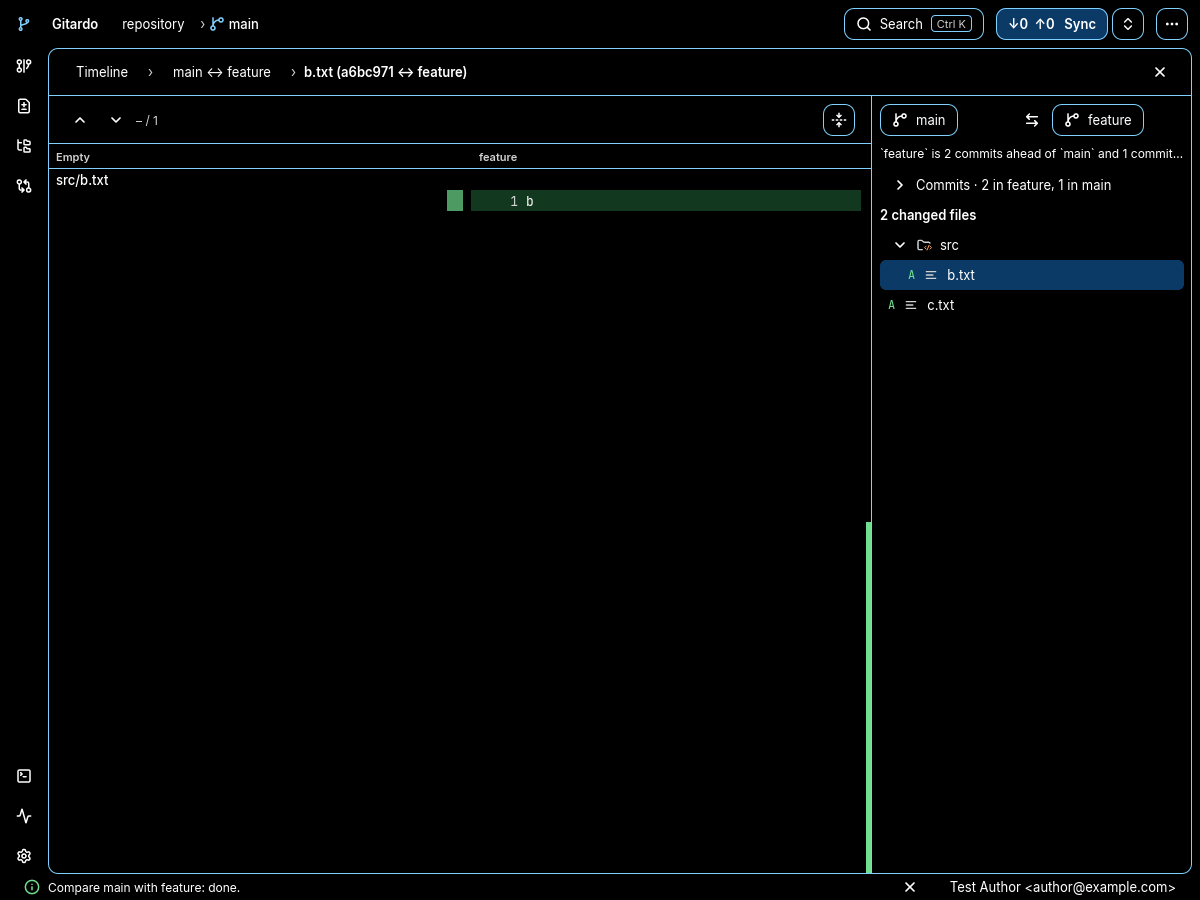 Gitardo repository › main Search Ctrl K ↓0 ↑0 Sync
Timeline › main ↔ feature › b.txt (a6bc971 ↔ feature)
– / 1
main feature
Empty feature
`feature` is 2 commits ahead of `main` and 1 commit…
src/b.txt
1 b
Commits · 2 in feature, 1 in main
2 changed files
src
A b.txt
A c.txt
Compare main with feature: done. Test Author <author@example.com>